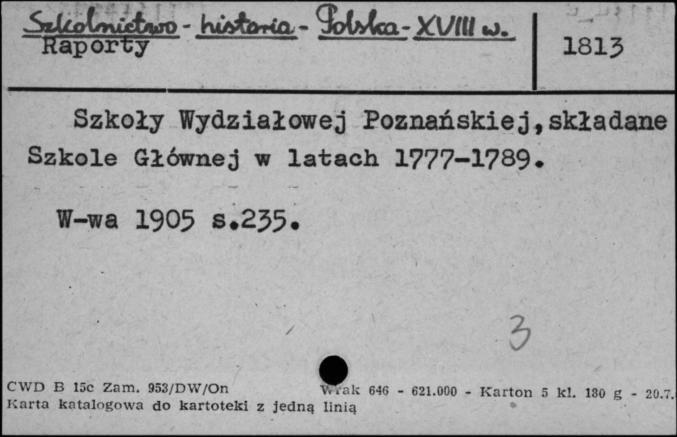 Szkolnictwo - historia - Polska - XVIII w.
Raporty
1813
Szkoły Wydziałowej Poznańskiej, składane
Szkole Głównej w latach 1777-1789.
W-wa 1905 s.235.
3
CWD B 15c Zam. 953/DW/On Wrak 646 - 621.000 - Karton 5 kl. 180 g - 20.7.
Karta katalogowa do kartoteki z jedną linią